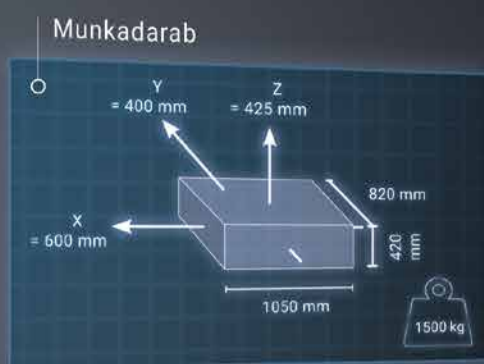 Munkadarab
Y
= 400 mm
Z
= 425 mm
820 mm
X
= 600 mm
420
mm
1050 mm
1500 kg